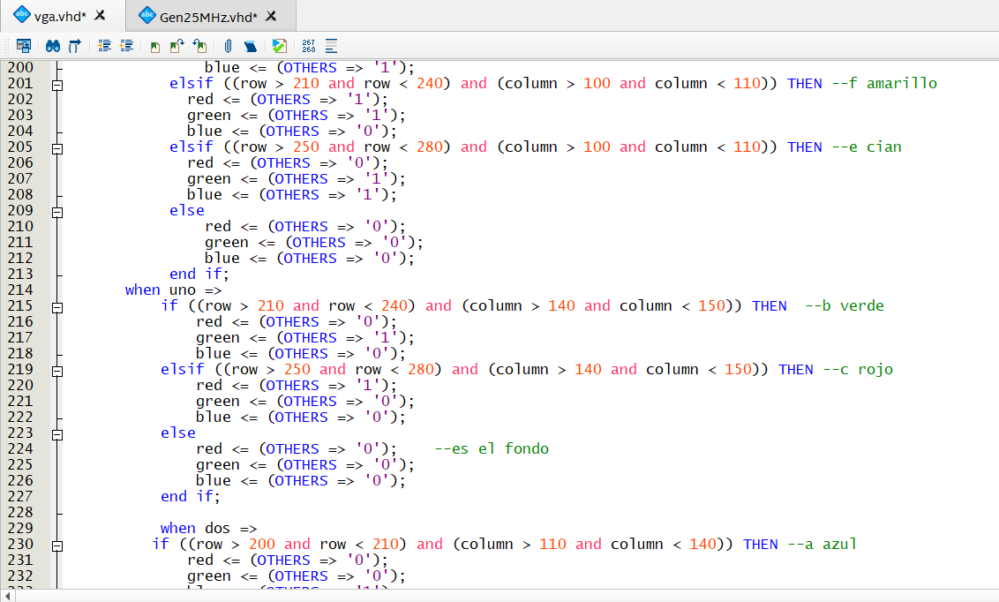 vga.vhd* Gen25MHz.vhd*
267
268
200 blue <= (OTHERS => '1');
201 elsif ((row > 210 and row < 240) and (column > 100 and column < 110)) THEN --f amarillo
202 red <= (OTHERS => '1');
203 green <= (OTHERS => '1');
204 blue <= (OTHERS => '0');
205 elsif ((row > 250 and row < 280) and (column > 100 and column < 110)) THEN --e cian
206 red <= (OTHERS => '0');
207 green <= (OTHERS => '1');
208 blue <= (OTHERS => '1');
209 else
210 red <= (OTHERS => '0');
211 green <= (OTHERS => '0');
212 blue <= (OTHERS => '0');
213 end if;
214 when uno =>
215 if ((row > 210 and row < 240) and (column > 140 and column < 150)) THEN --b verde
216 red <= (OTHERS => '0');
217 green <= (OTHERS => '1');
218 blue <= (OTHERS => '0');
219 elsif ((row > 250 and row < 280) and (column > 140 and column < 150)) THEN --c rojo
220 red <= (OTHERS => '1');
221 green <= (OTHERS => '0');
222 blue <= (OTHERS => '0');
223 else
224 red <= (OTHERS => '0'); --es el fondo
225 green <= (OTHERS => '0');
226 blue <= (OTHERS => '0');
227 end if;
228
229 when dos =>
230 if ((row > 200 and row < 210) and (column > 110 and column < 140)) THEN --a azul
231 red <= (OTHERS => '0');
232 green <= (OTHERS => '0');